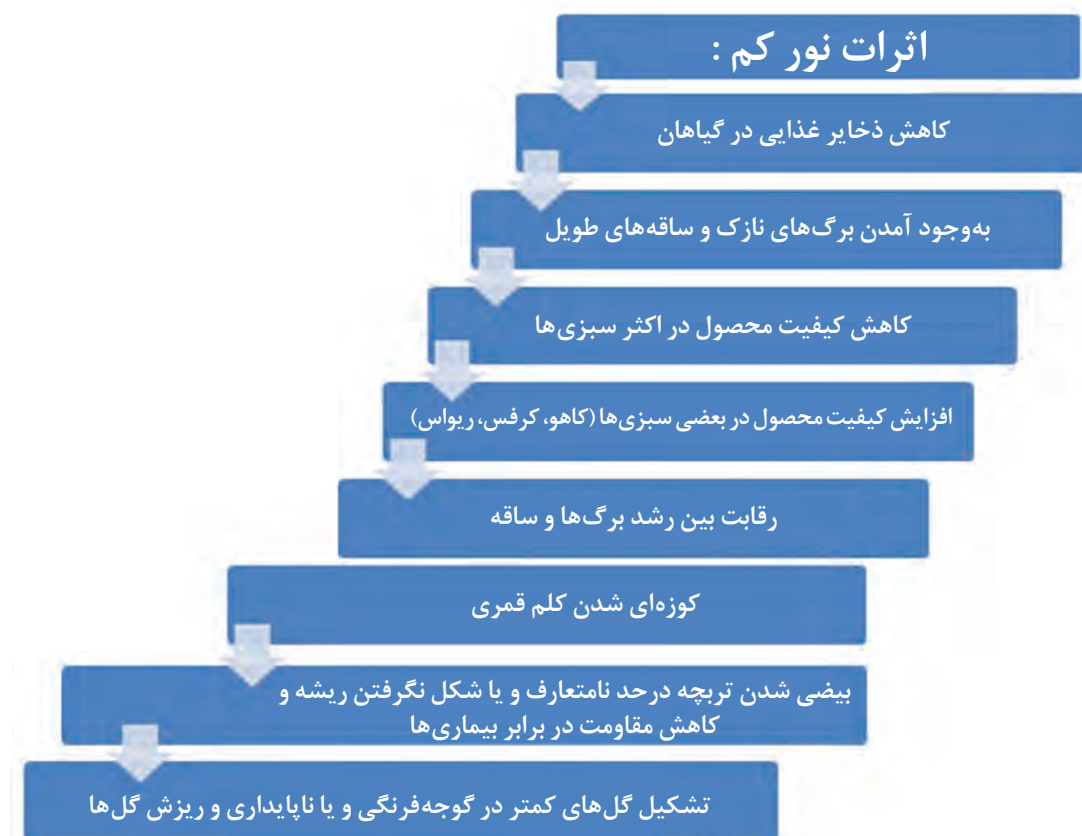 اثرات نور کم :
کاهش ذخایر غذایی در گیاهان
به‌وجود آمدن برگ‌های نازک و ساقه‌های طویل
کاهش کیفیت محصول در اکثر سبزی‌ها
افزایش کیفیت محصول در بعضی سبزی‌ها (کاهو، کرفس، ریواس)
رقابت بین رشد برگ‌ها و ساقه
کوزه‌ای شدن کلم قمری
بیضی شدن تربچه درحد نامتعارف و یا شکل نگرفتن ریشه و
کاهش مقاومت در برابر بیماری‌ها
تشکیل گل‌های کمتر در گوجه‌فرنگی و یا ناپایداری و ریزش گل‌ها